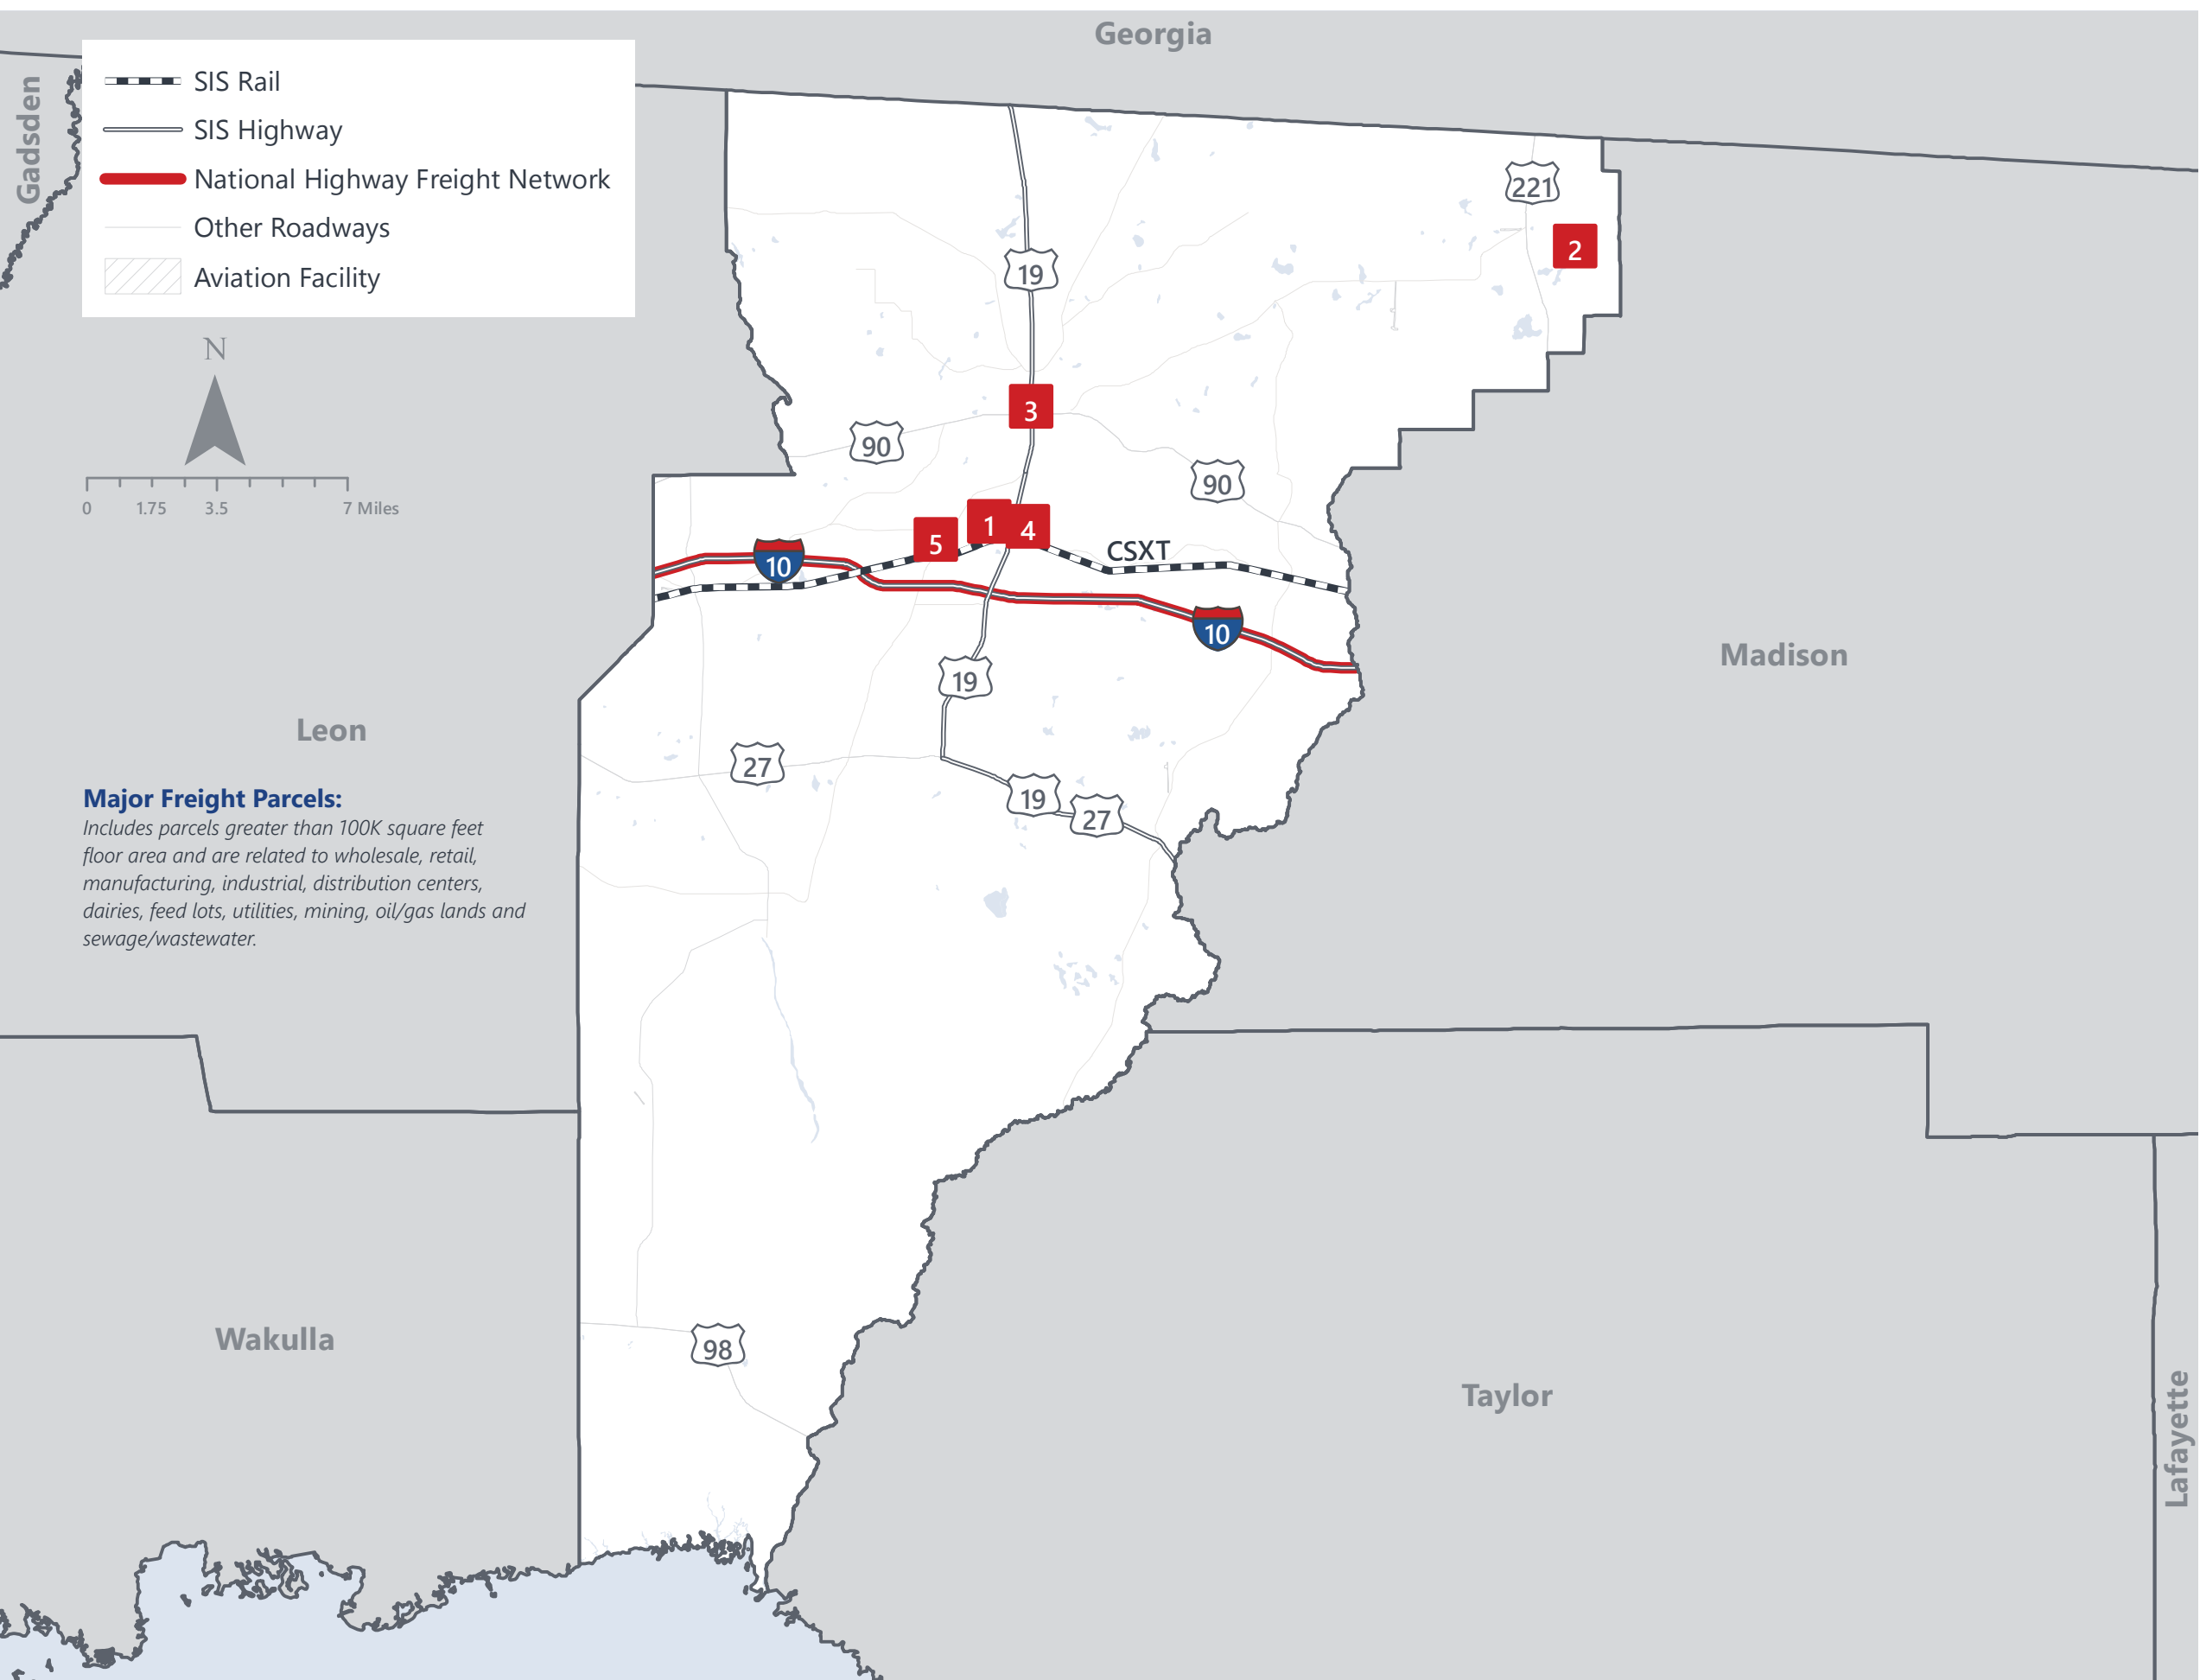 Georgia
Gadsden
SIS Rail
SIS Highway
National Highway Freight Network
Other Roadways
Aviation Facility
N
0 1.75 3.5 7 Miles
221
2
19
3
90
90
1
4
5
CSXT
10
10
19
Madison
Leon
27
19
27
Major Freight Parcels:
Includes parcels greater than 100K square feet
floor area and are related to wholesale, retail,
manufacturing, industrial, distribution centers,
dairies, feed lots, utilities, mining, oil/gas lands and
sewage/wastewater.
Wakulla
98
Taylor
Lafayette